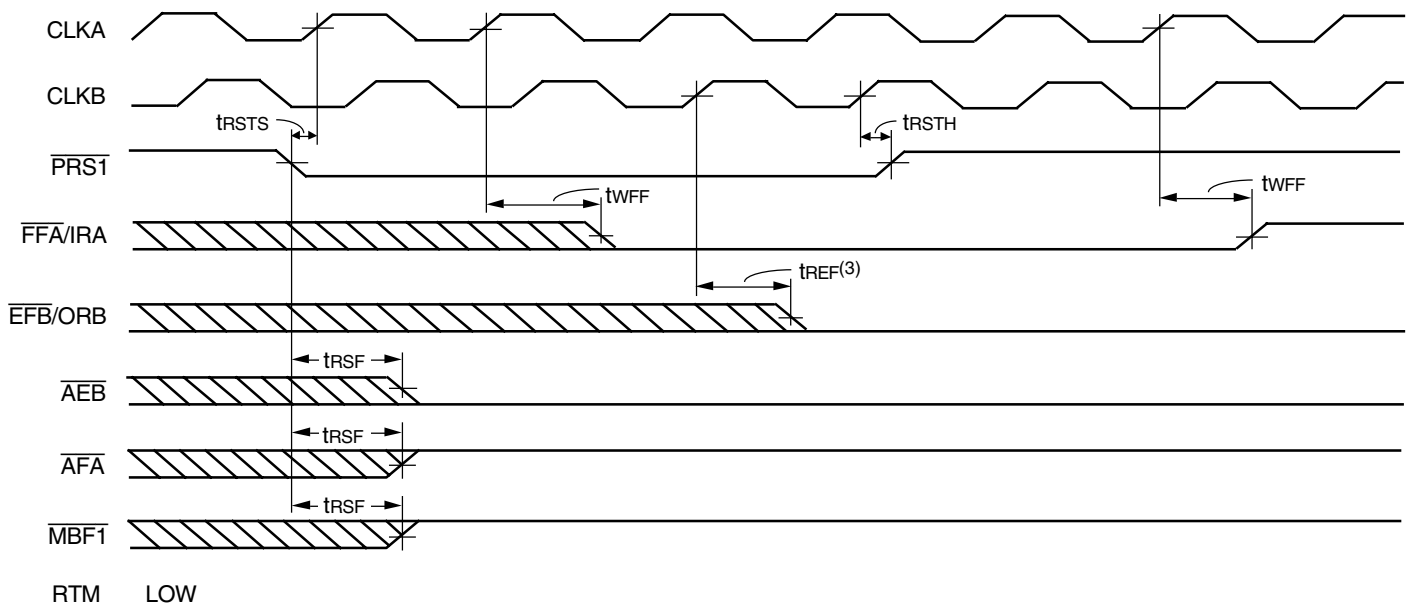 CLKA
CLKB
tRSTS
tRSTH
PRS1
tWFF
tWFF
FFA/IRA
tREF(3)
EFB/ORB
tRSF
AEB
tRSF
AFA
tRSF
MBF1
RTM LOW